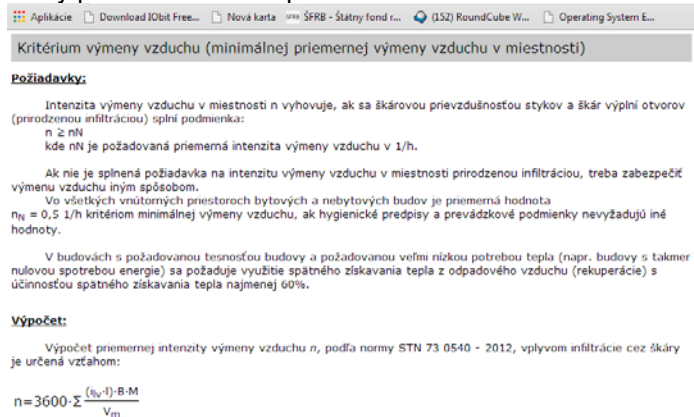 Aplikácie Download IObit Free... Nová karta SFRB ŠFRB - Štátny fond r... (152) RoundCube W... Operating System E...
Kritérium výmeny vzduchu (minimálnej priemernej výmeny vzduchu v miestnosti)
Požiadavky:
Intenzita výmeny vzduchu v miestnosti n vyhovuje, ak sa škárovou prievzdušnosťou stykov a škár výplní otvorov
(prirodzenou infiltráciou) splní podmienka:
n ≥ nN
kde nN je požadovaná priemerná intenzita výmeny vzduchu v 1/h.
Ak nie je splnená požiadavka na intenzitu výmeny vzduchu v miestnosti prirodzenou infiltráciou, treba zabezpečiť
výmenu vzduchu iným spôsobom.
Vo všetkých vnútorných priestoroch bytových a nebytových budov je priemerná hodnota
n_N = 0,5 1/h kritériom minimálnej výmeny vzduchu, ak hygienické predpisy a prevádzkové podmienky nevyžadujú iné
hodnoty.
V budovách s požadovanou tesnosťou budovy a požadovanou veľmi nízkou potrebou tepla (napr. budovy s takmer
nulovou spotrebou energie) sa požaduje využitie spätného získavania tepla z odpadového vzduchu (rekuperácie) s
účinnosťou spätného získavania tepla najmenej 60%.
Výpočet:
Výpočet priemernej intenzity výmeny vzduchu n, podľa normy STN 73 0540 - 2012, vplyvom infiltrácie cez škáry
je určená vzťahom:
n=3600·Σ (i_lv·l)·B·M / V_m